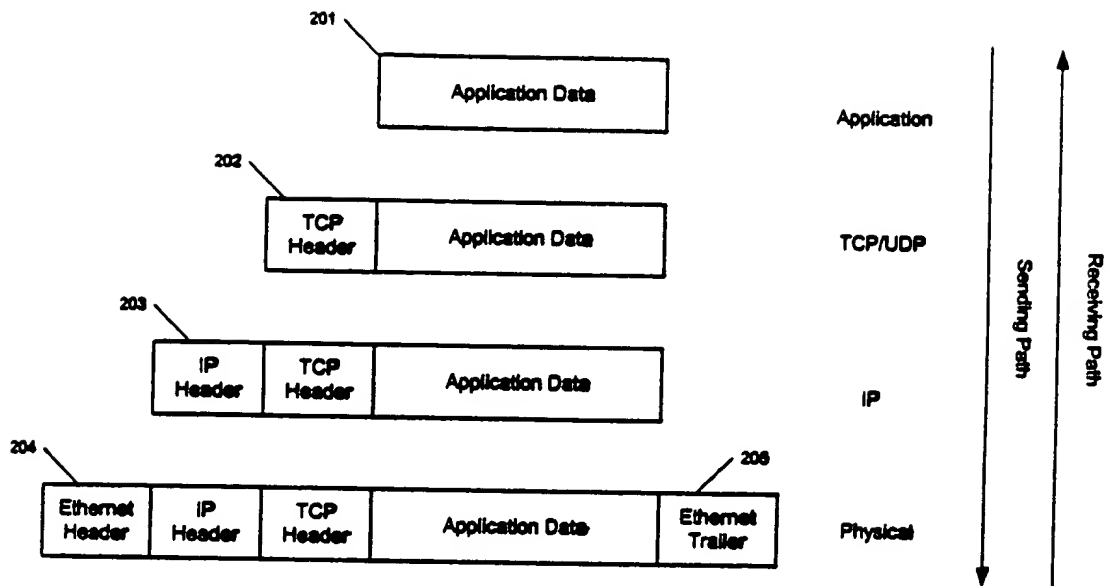 201
Application Data
Application
202
TCP
Header
Application Data
TCP/UDP
203
IP
Header
TCP
Header
Application Data
IP
204
205
Ethernet
Header
IP
Header
TCP
Header
Application Data
Ethernet
Trailer
Physical
Sending Path
Receiving Path